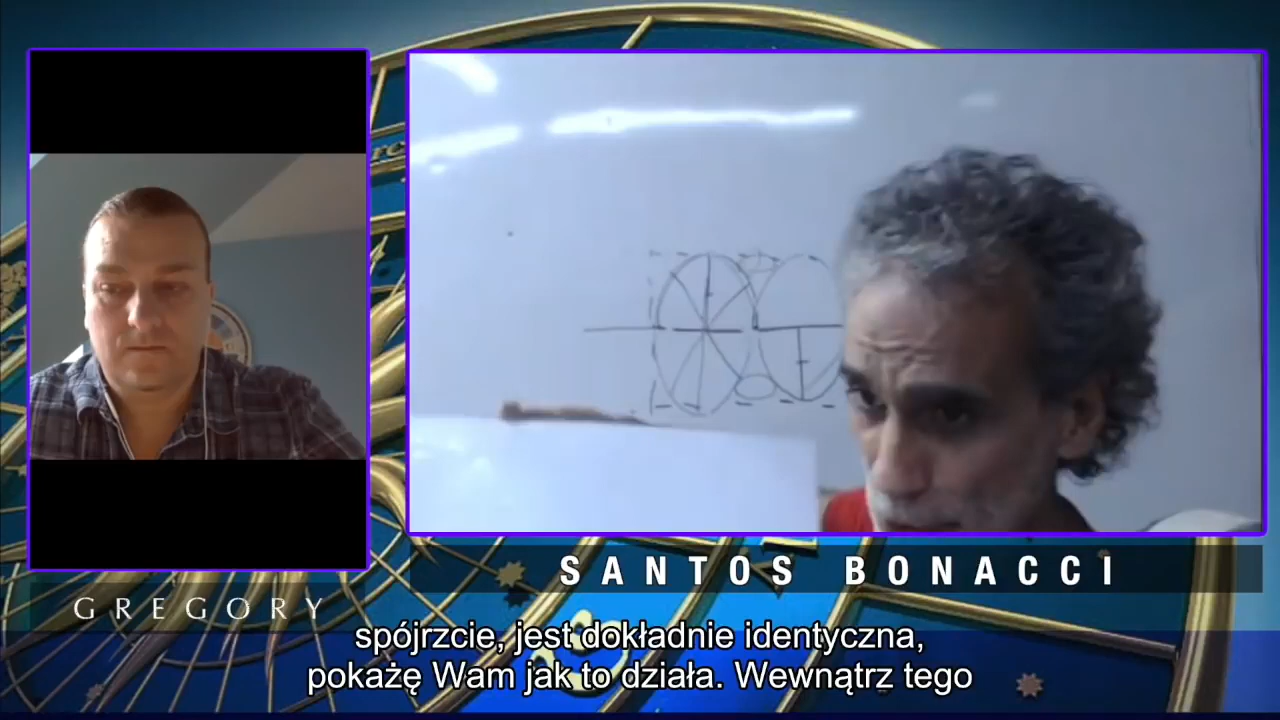 SANTOS BONACCI
GREGORY
spójrzcie, jest dokładnie identyczna,
pokażę Wam jak to działa. Wewnątrz tego